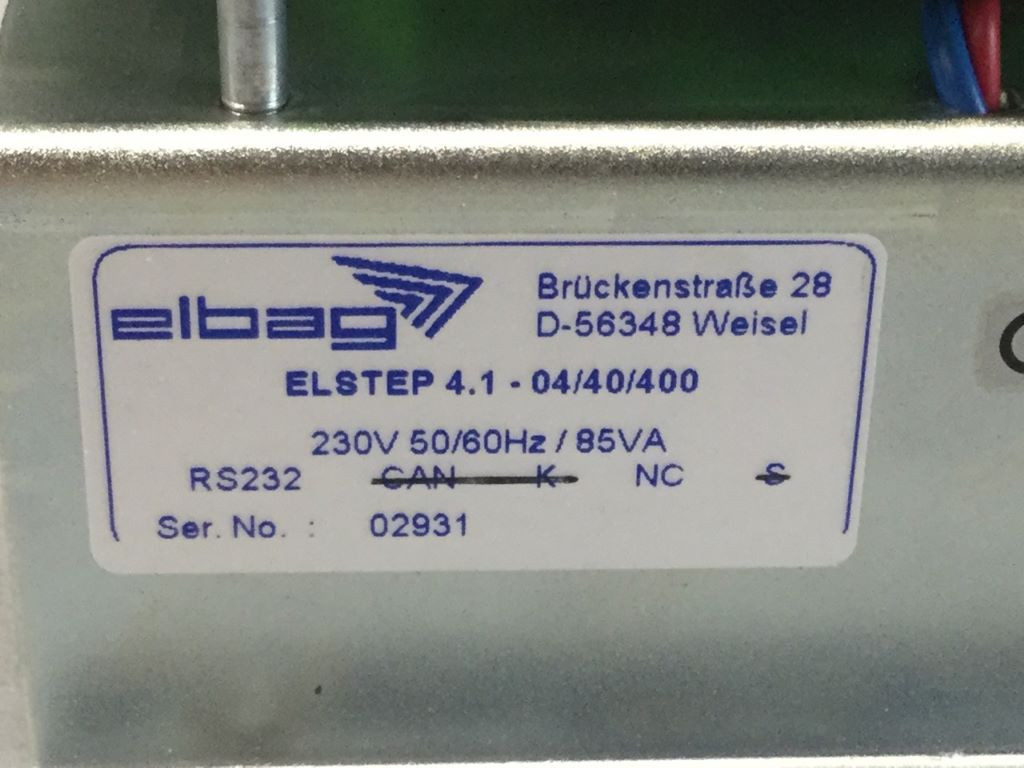 elbag
Brückenstraße 28
D-56348 Weisel
ELSTEP 4.1 - 04/40/400
230V 50/60Hz / 85VA
RS232 CAN K NC S
Ser. No. : 02931